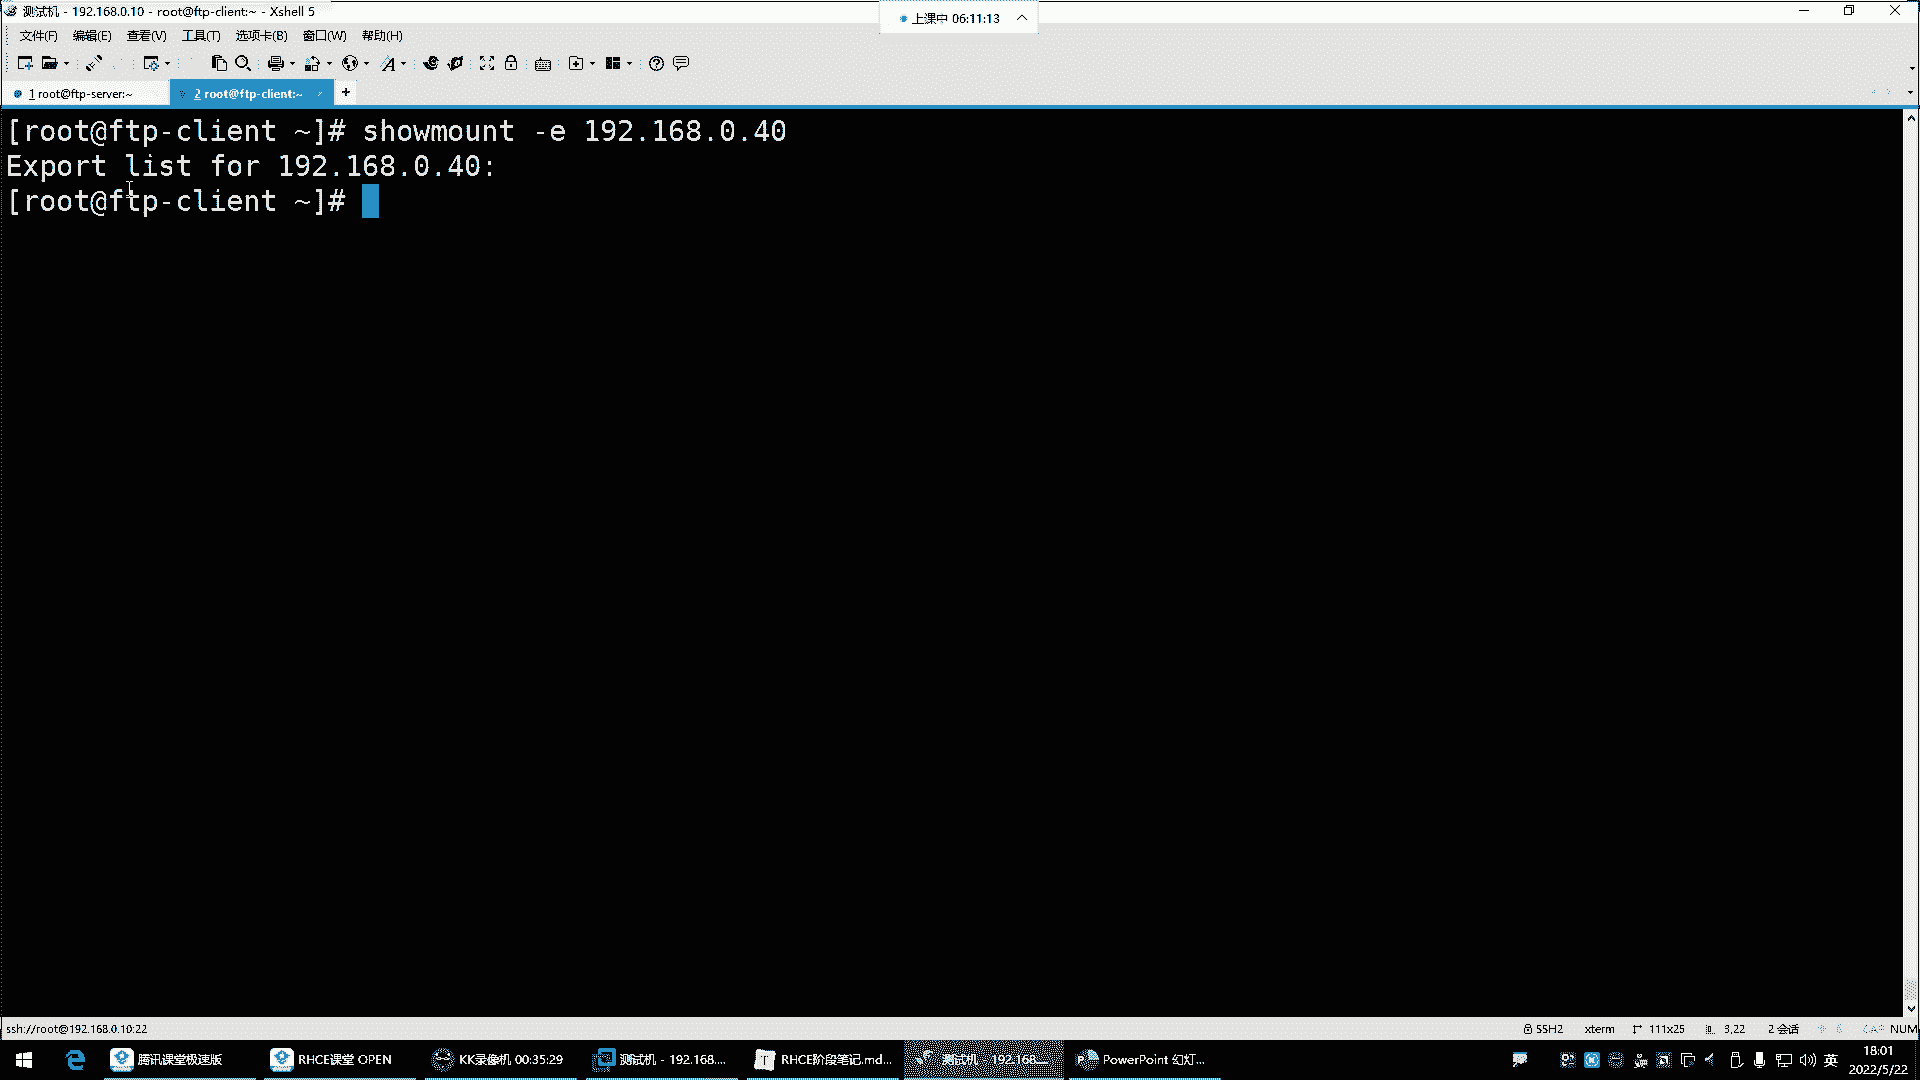 测试机 - 192.168.0.10 - root@ftp-client:~ - Xshell 5
上课中 06:11:13
文件(F) 编辑(E) 查看(V) 工具(T) 选项卡(B) 窗口(W) 帮助(H)
1 root@ftp-server:~
2 root@ftp-client:~
[root@ftp-client ~]# showmount -e 192.168.0.40
Export list for 192.168.0.40:
[root@ftp-client ~]#
ssh://root@192.168.0.10:22
SSH2 xterm 111x25 3,22 2 会话 CAP NUM
腾讯课堂极速版
RHCE课堂 OPEN
KK录像机 00:35:29
测试机 - 192.168....
RHCE阶段笔记.md...
测试机 - 192.168....
PowerPoint 幻灯...
英
18:01
2022/5/22